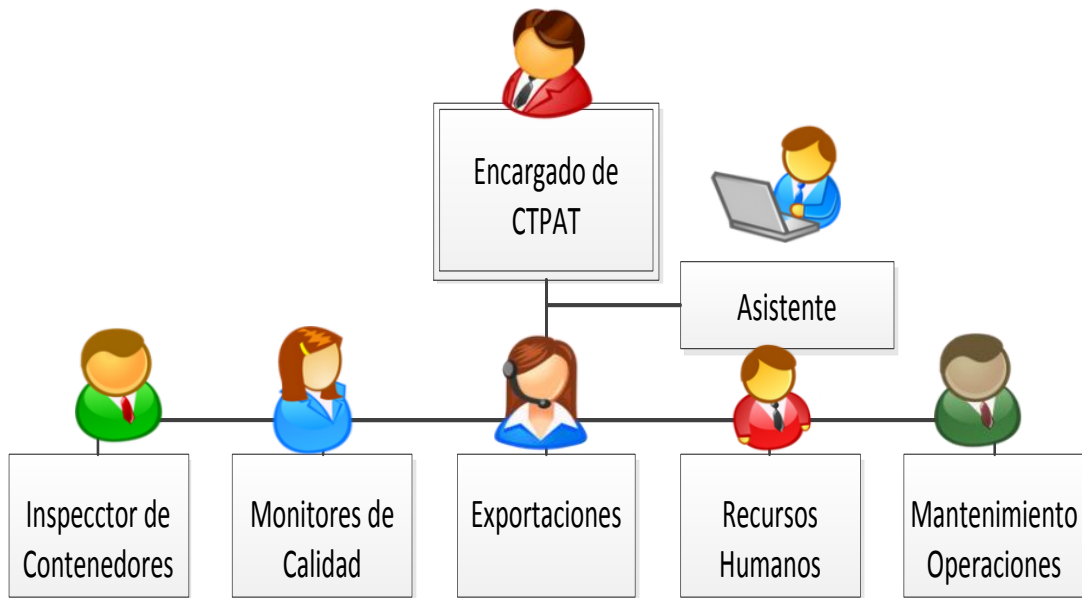 Encargado de
CTPAT
Asistente
Inspecctor de
Contenedores
Monitores de
Calidad
Exportaciones
Recursos
Humanos
Mantenimiento
Operaciones